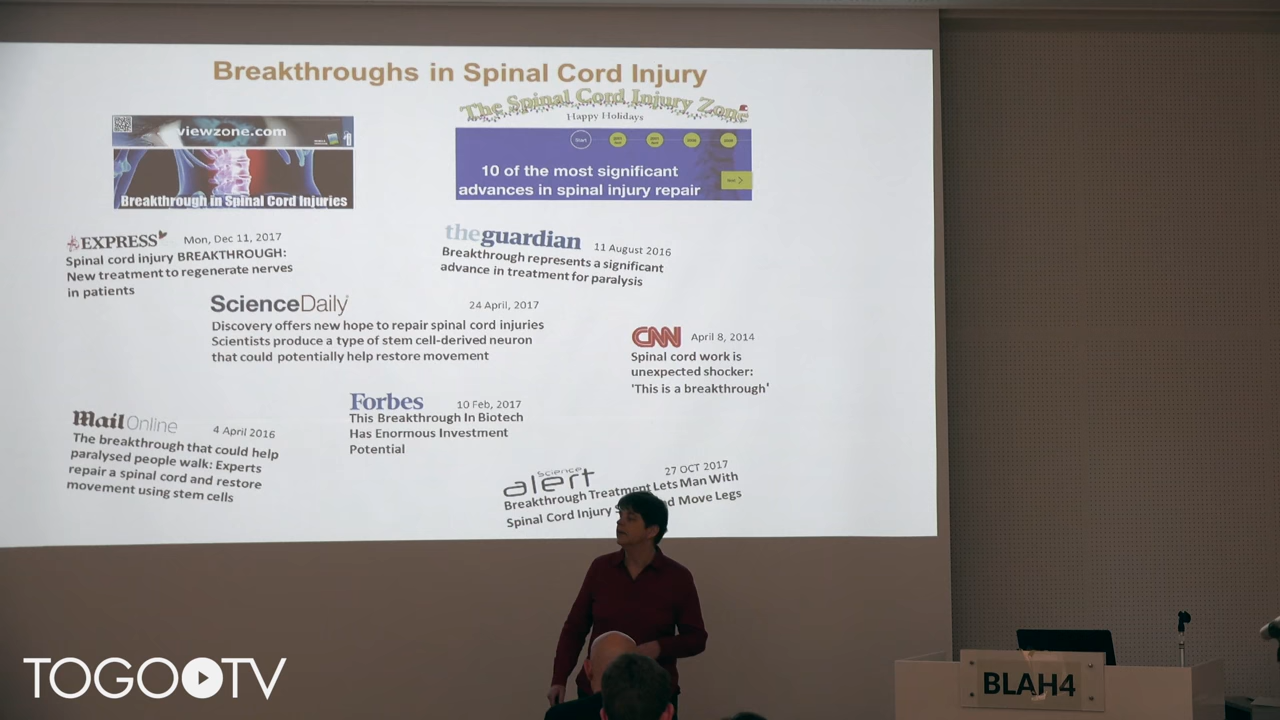 Breakthroughs in Spinal Cord Injury
viewzone.com
Breakthrough in Spinal Cord Injuries
The Spinal Cord Injury Zone
Happy Holidays
Start
10 of the most significant
advances in spinal injury repair
EXPRESS
Mon, Dec 11, 2017
Spinal cord injury BREAKTHROUGH:
New treatment to regenerate nerves
in patients
theguardian
11 August 2016
Breakthrough represents a significant
advance in treatment for paralysis
ScienceDaily
24 April, 2017
Discovery offers new hope to repair spinal cord injuries
Scientists produce a type of stem cell-derived neuron
that could potentially help restore movement
CNN
April 8, 2014
Spinal cord work is
unexpected shocker:
'This is a breakthrough'
Mail Online
4 April 2016
The breakthrough that could help
paralysed people walk: Experts
repair a spinal cord and restore
movement using stem cells
Forbes
10 Feb, 2017
This Breakthrough In Biotech
Has Enormous Investment
Potential
science
alert
27 OCT 2017
Breakthrough Treatment Lets Man With
Spinal Cord Injury Move Legs
TOGO TV
BLAH4